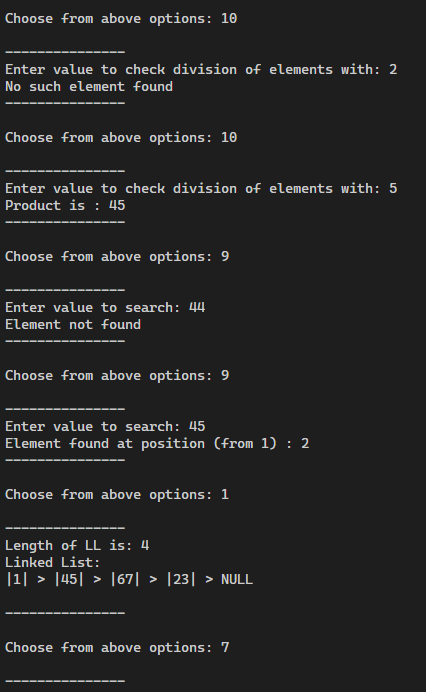 Choose from above options: 10
---------------
Enter value to check division of elements with: 2
No such element found
---------------
Choose from above options: 10
---------------
Enter value to check division of elements with: 5
Product is : 45
---------------
Choose from above options: 9
---------------
Enter value to search: 44
Element not found
---------------
Choose from above options: 9
---------------
Enter value to search: 45
Element found at position (from 1) : 2
---------------
Choose from above options: 1
---------------
Length of LL is: 4
Linked List:
|1| > |45| > |67| > |23| > NULL
---------------
Choose from above options: 7
---------------